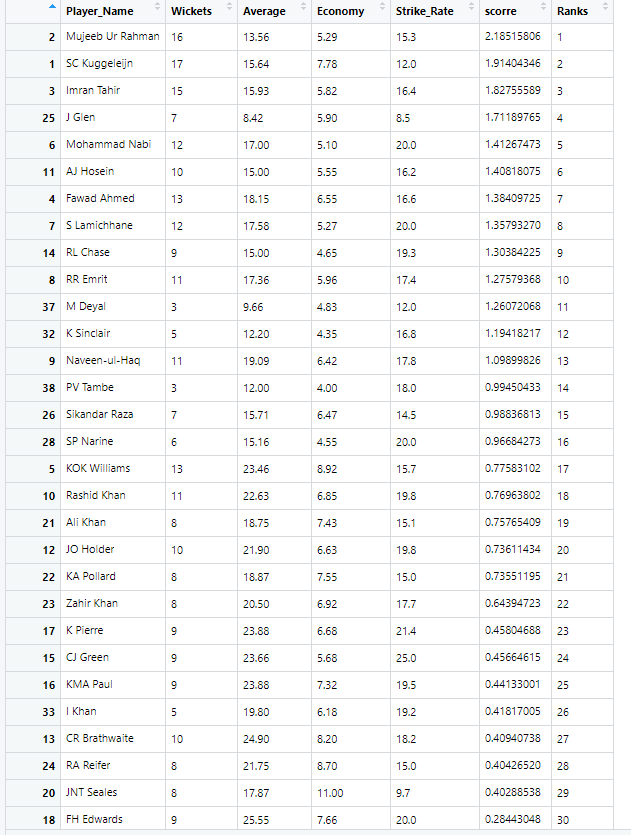 Player_Name Wickets Average Economy Strike_Rate scorre Ranks
2 Mujeeb Ur Rahman 16 13.56 5.29 15.3 2.18515806 1
1 SC Kuggeleijn 17 15.64 7.78 12.0 1.91404346 2
3 Imran Tahir 15 15.93 5.82 16.4 1.82755589 3
25 J Glen 7 8.42 5.90 8.5 1.71189765 4
6 Mohammad Nabi 12 17.00 5.10 20.0 1.41267473 5
11 AJ Hosein 10 15.00 5.55 16.2 1.40818075 6
4 Fawad Ahmed 13 18.15 6.55 16.6 1.38409725 7
7 S Lamichhane 12 17.58 5.27 20.0 1.35793270 8
14 RL Chase 9 15.00 4.65 19.3 1.30384225 9
8 RR Emrit 11 17.36 5.96 17.4 1.27579368 10
37 M Deyal 3 9.66 4.83 12.0 1.26072068 11
32 K Sinclair 5 12.20 4.35 16.8 1.19418217 12
9 Naveen-ul-Haq 11 19.09 6.42 17.8 1.09899826 13
38 PV Tambe 3 12.00 4.00 18.0 0.99450433 14
26 Sikandar Raza 7 15.71 6.47 14.5 0.98836813 15
28 SP Narine 6 15.16 4.55 20.0 0.96684273 16
5 KOK Williams 13 23.46 8.92 15.7 0.77583102 17
10 Rashid Khan 11 22.63 6.85 19.8 0.76963802 18
21 Ali Khan 8 18.75 7.43 15.1 0.75765409 19
12 JO Holder 10 21.90 6.63 19.8 0.73611434 20
22 KA Pollard 8 18.87 7.55 15.0 0.73551195 21
23 Zahir Khan 8 20.50 6.92 17.7 0.64394723 22
17 K Pierre 9 23.88 6.68 21.4 0.45804688 23
15 CJ Green 9 23.66 5.68 25.0 0.45664615 24
16 KMA Paul 9 23.88 7.32 19.5 0.44133001 25
33 I Khan 5 19.80 6.18 19.2 0.41817005 26
13 CR Brathwaite 10 24.90 8.20 18.2 0.40940738 27
24 RA Reifer 8 21.75 8.70 15.0 0.40426520 28
20 JNT Seales 8 17.87 11.00 9.7 0.40288538 29
18 FH Edwards 9 25.55 7.66 20.0 0.28443048 30